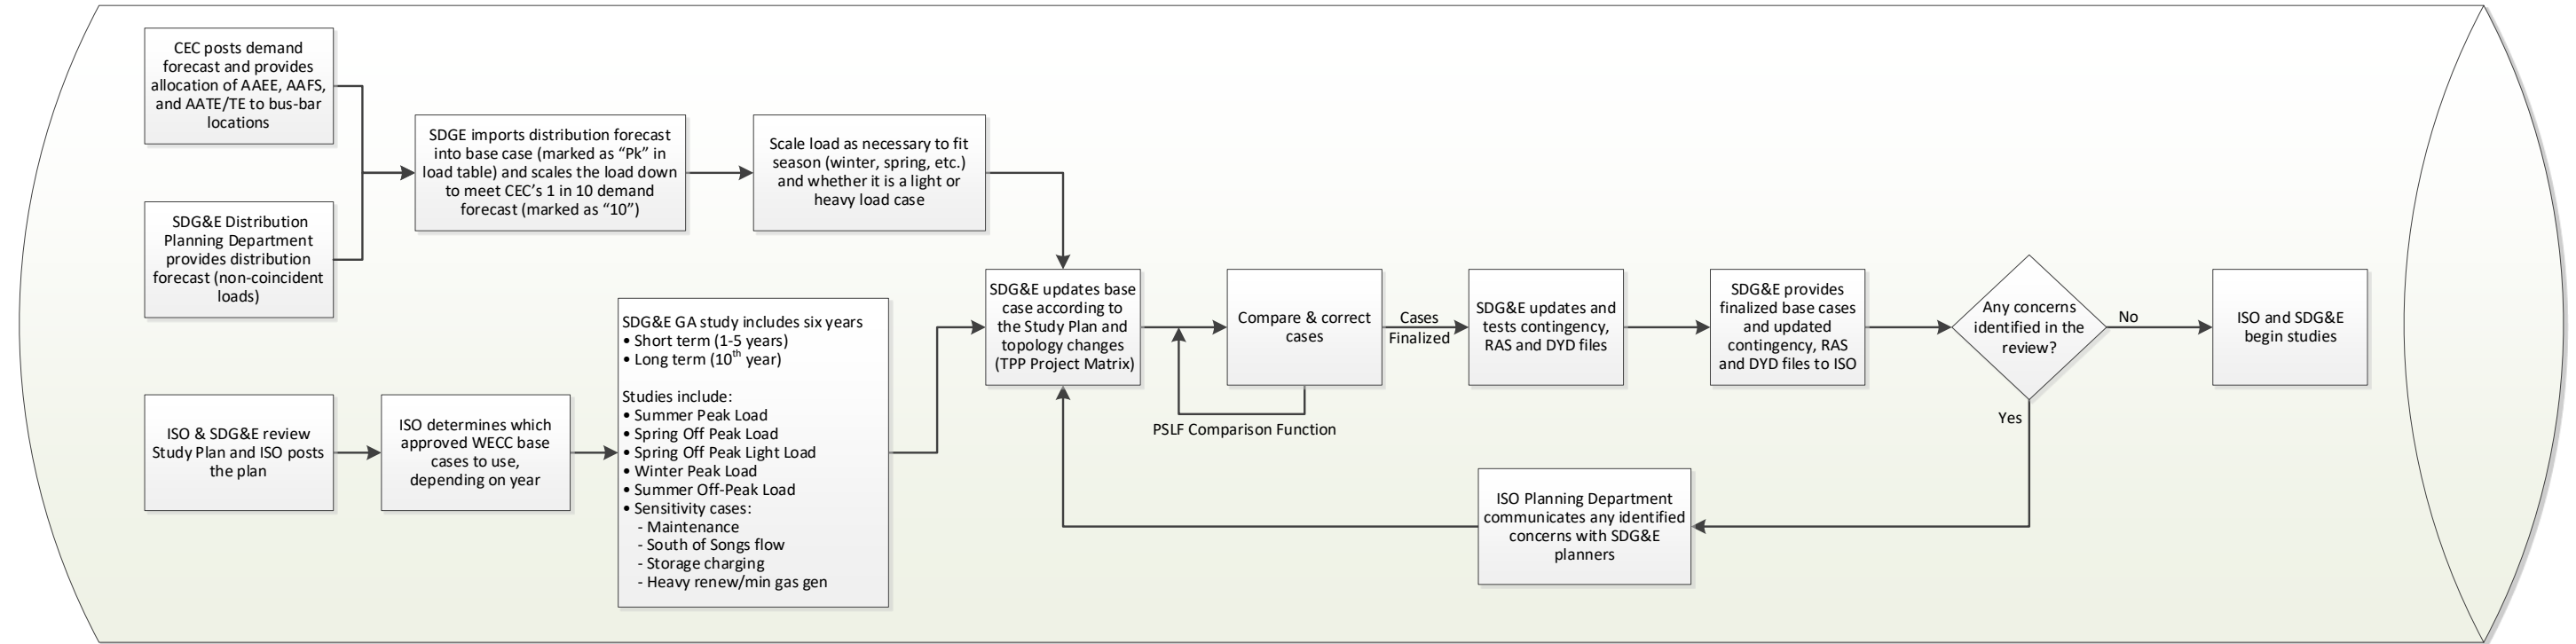 CEC posts demand
forecast and provides
allocation of AAEE, AAFS,
and AATE/TE to bus-bar
locations
SDG&E Distribution
Planning Department
provides distribution
forecast (non-coincident
loads)
SDGE imports distribution forecast
into base case (marked as “Pk” in
load table) and scales the load down
to meet CEC’s 1 in 10 demand
forecast (marked as “10”)
Scale load as necessary to fit
season (winter, spring, etc.)
and whether it is a light or
heavy load case
ISO & SDG&E review
Study Plan and ISO posts
the plan
ISO determines which
approved WECC base
cases to use,
depending on year
SDG&E GA study includes six years
• Short term (1-5 years)
• Long term (10th year)
Studies include:
• Summer Peak Load
• Spring Off Peak Load
• Spring Off Peak Light Load
• Winter Peak Load
• Summer Off-Peak Load
• Sensitivity cases:
- Maintenance
- South of Songs flow
- Storage charging
- Heavy renew/min gas gen
SDG&E updates base
case according to
the Study Plan and
topology changes
(TPP Project Matrix)
Compare & correct
cases
PSLF Comparison Function
Cases
Finalized
SDG&E updates and
tests contingency,
RAS and DYD files
SDG&E provides
finalized base cases
and updated
contingency, RAS
and DYD files to ISO
Any concerns
identified in the
review?
No
ISO and SDG&E
begin studies
Yes
ISO Planning Department
communicates any identified
concerns with SDG&E
planners